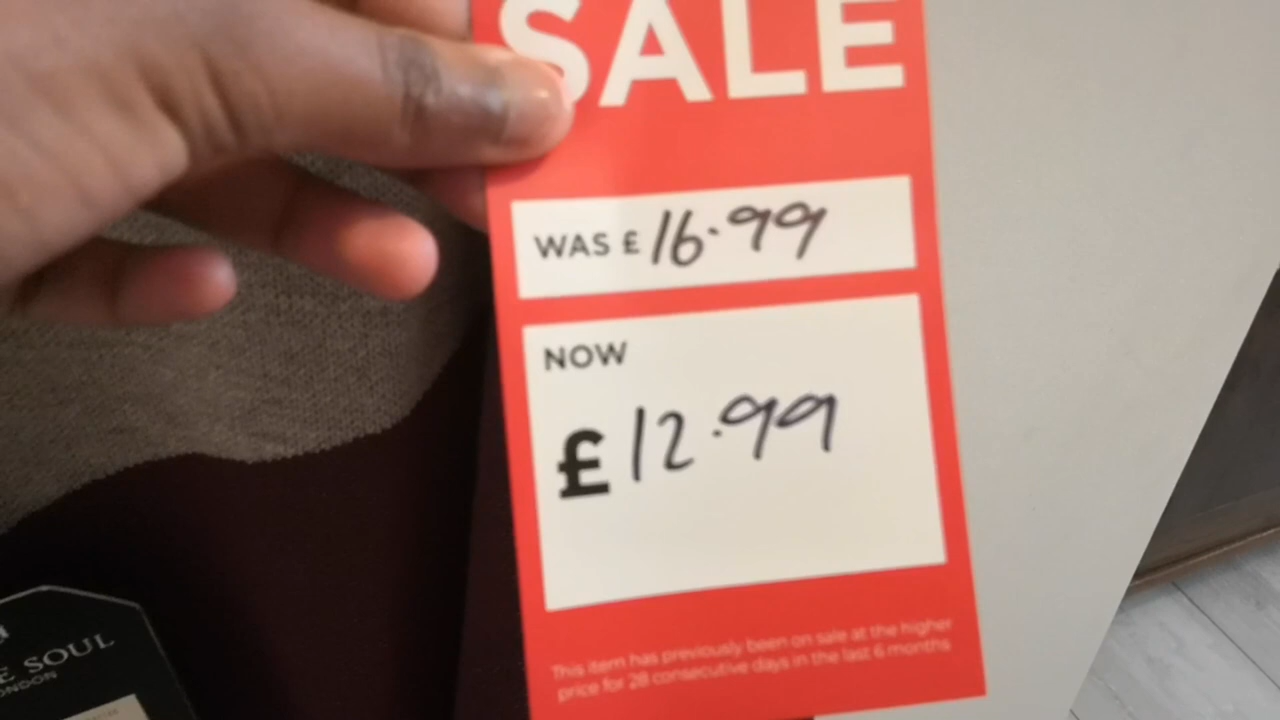 SALE
WAS £ 16.99
NOW
£12.99
This item has previously been on sale at the higher
price for 28 consecutive days in the last 6 months
E SOUL
ONDON